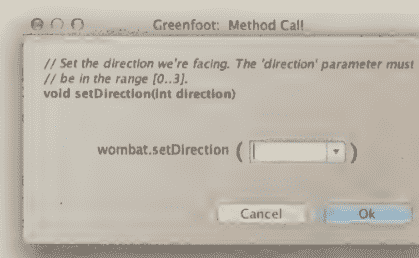 Greenfoot: Method Call
// Set the direction we're facing. The 'direction' parameter must
// be in the range [0..3].
void setDirection(int direction)
wombat.setDirection ( )
Cancel Ok